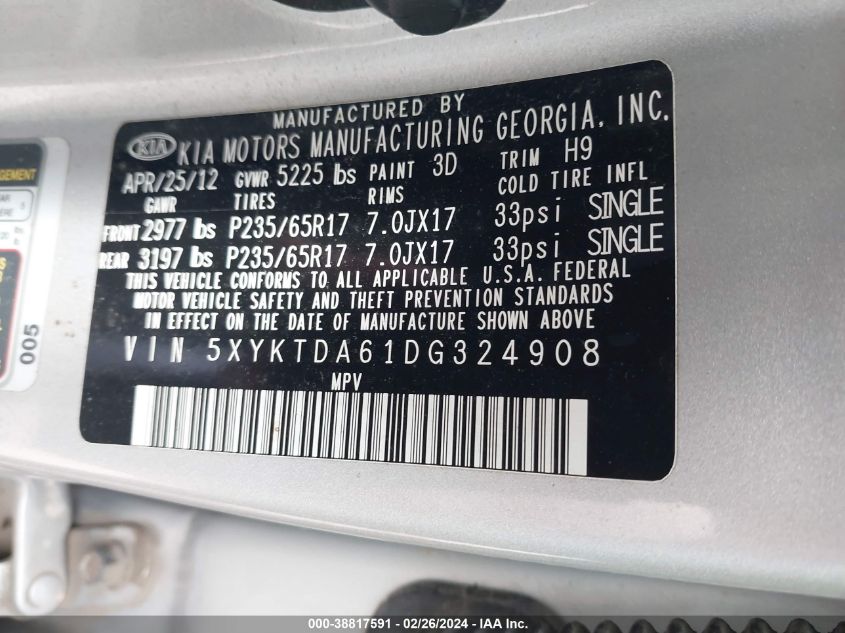 MANUFACTURED BY
KIA KIA MOTORS MANUFACTURING GEORGIA, INC.
APR/25/12 GVWR 5225 lbs PAINT 3D TRIM H9
GAWR TIRES RIMS COLD TIRE INFL
FRONT 2977 lbs P235/65R17 7.0JX17 33psi SINGLE
REAR 3197 lbs P235/65R17 7.0JX17 33psi SINGLE
THIS VEHICLE CONFORMS TO ALL APPLICABLE U.S.A. FEDERAL
MOTOR VEHICLE SAFETY AND THEFT PREVENTION STANDARDS
IN EFFECT ON THE DATE OF MANUFACTURE SHOWN ABOVE
VIN 5XYKTDA61DG324908
MPV
005
000-38817591 - 02/26/2024 - IAA Inc.